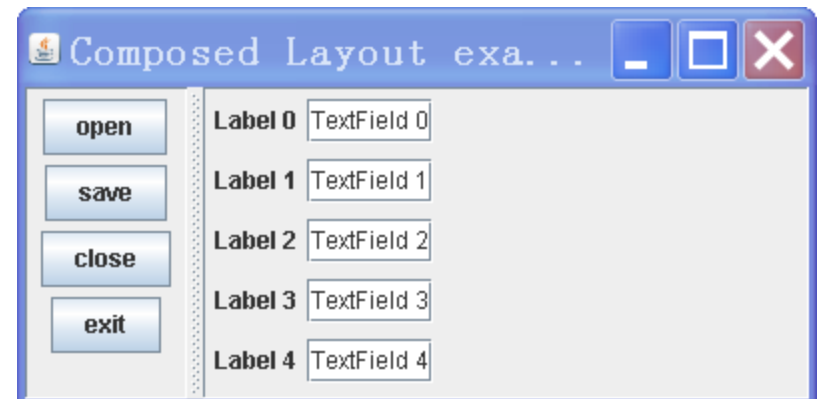 Composed Layout exa...
open
save
close
exit
Label 0 TextField 0
Label 1 TextField 1
Label 2 TextField 2
Label 3 TextField 3
Label 4 TextField 4